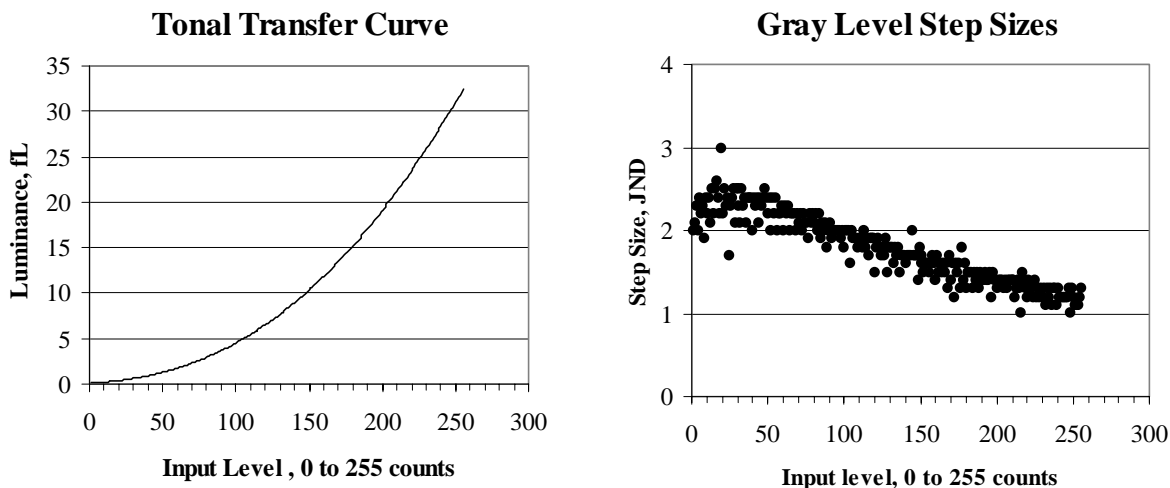 Tonal Transfer Curve
Luminance, fL
35
30
25
20
15
10
5
0
0 50 100 150 200 250 300
Input Level , 0 to 255 counts
Gray Level Step Sizes
Step Size, JND
4
3
2
1
0
0 50 100 150 200 250 300
Input level, 0 to 255 counts